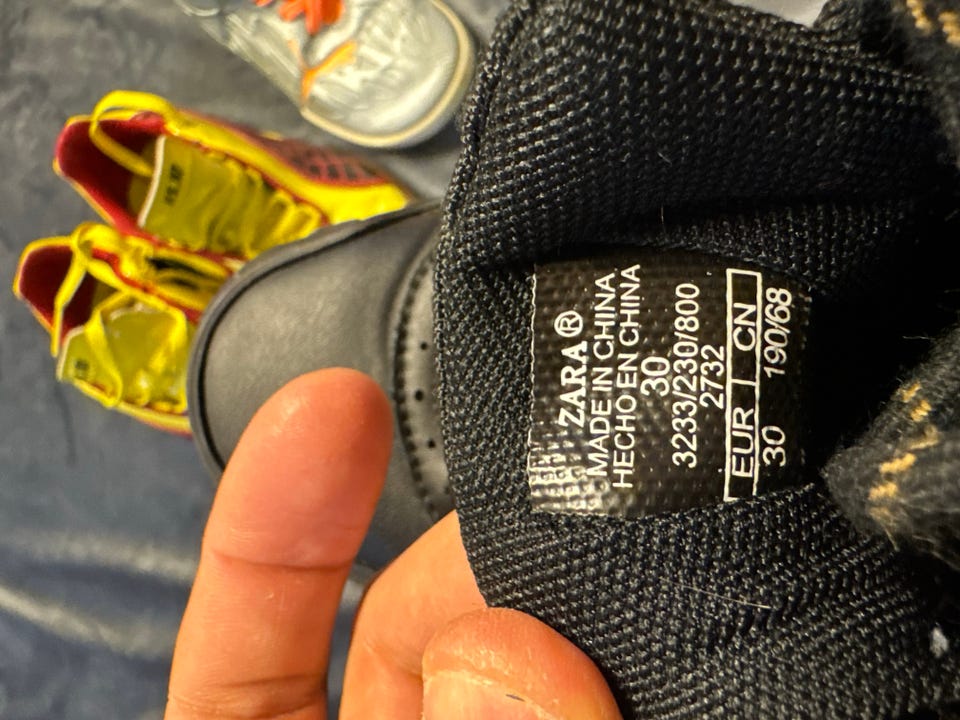 ZARA®
MADE IN CHINA
HECHO EN CHINA
30
3233/230/800
2732
EUR CN
30 190/68